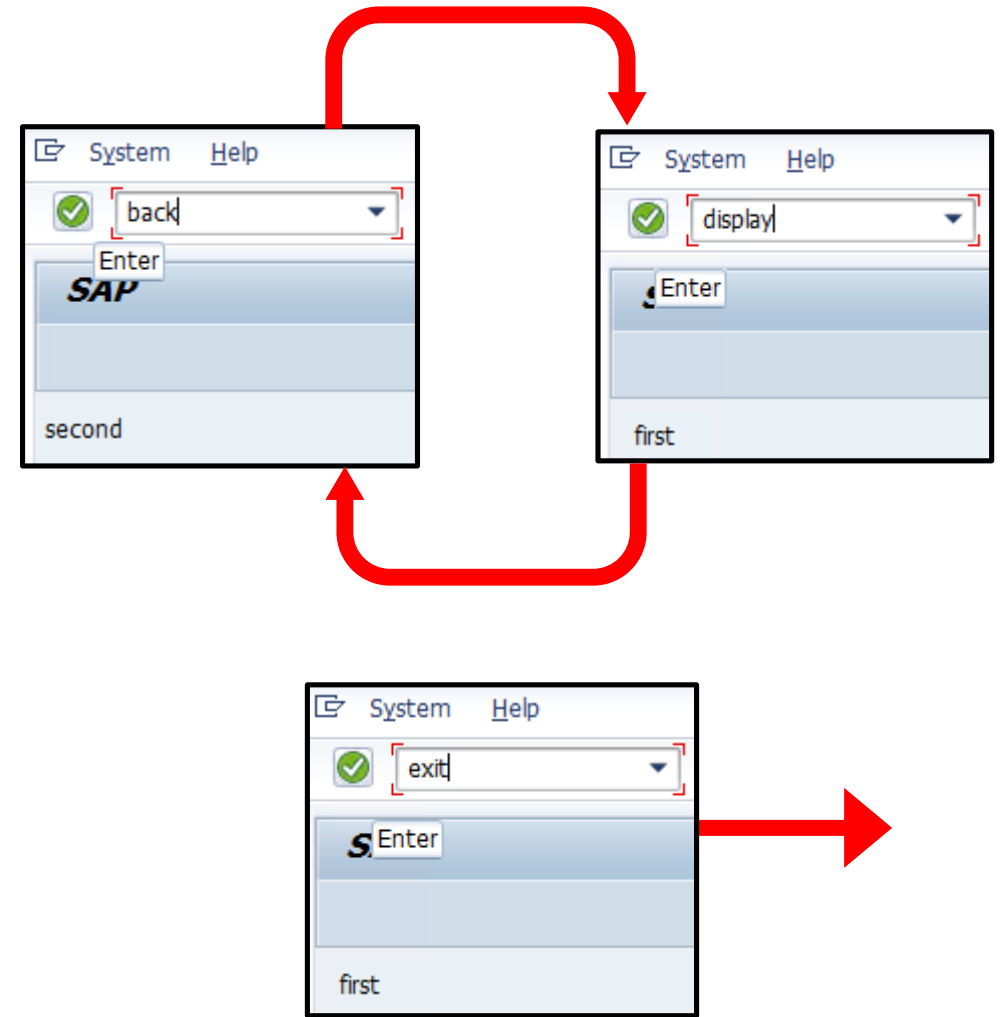 System Help
back
Enter
SAP
second
System Help
display
Enter
first
System Help
exit
Enter
first